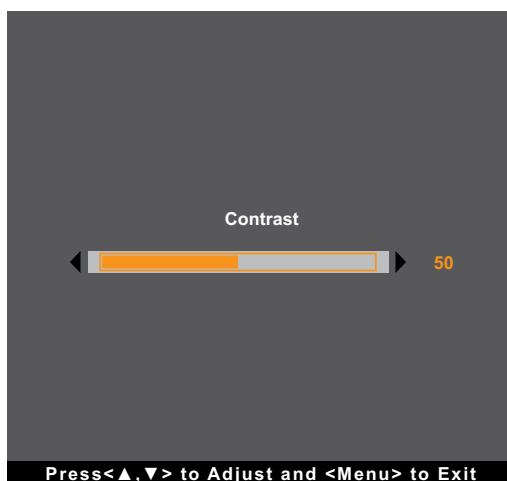 Contrast
50
Press<▲,▼> to Adjust and <Menu> to Exit